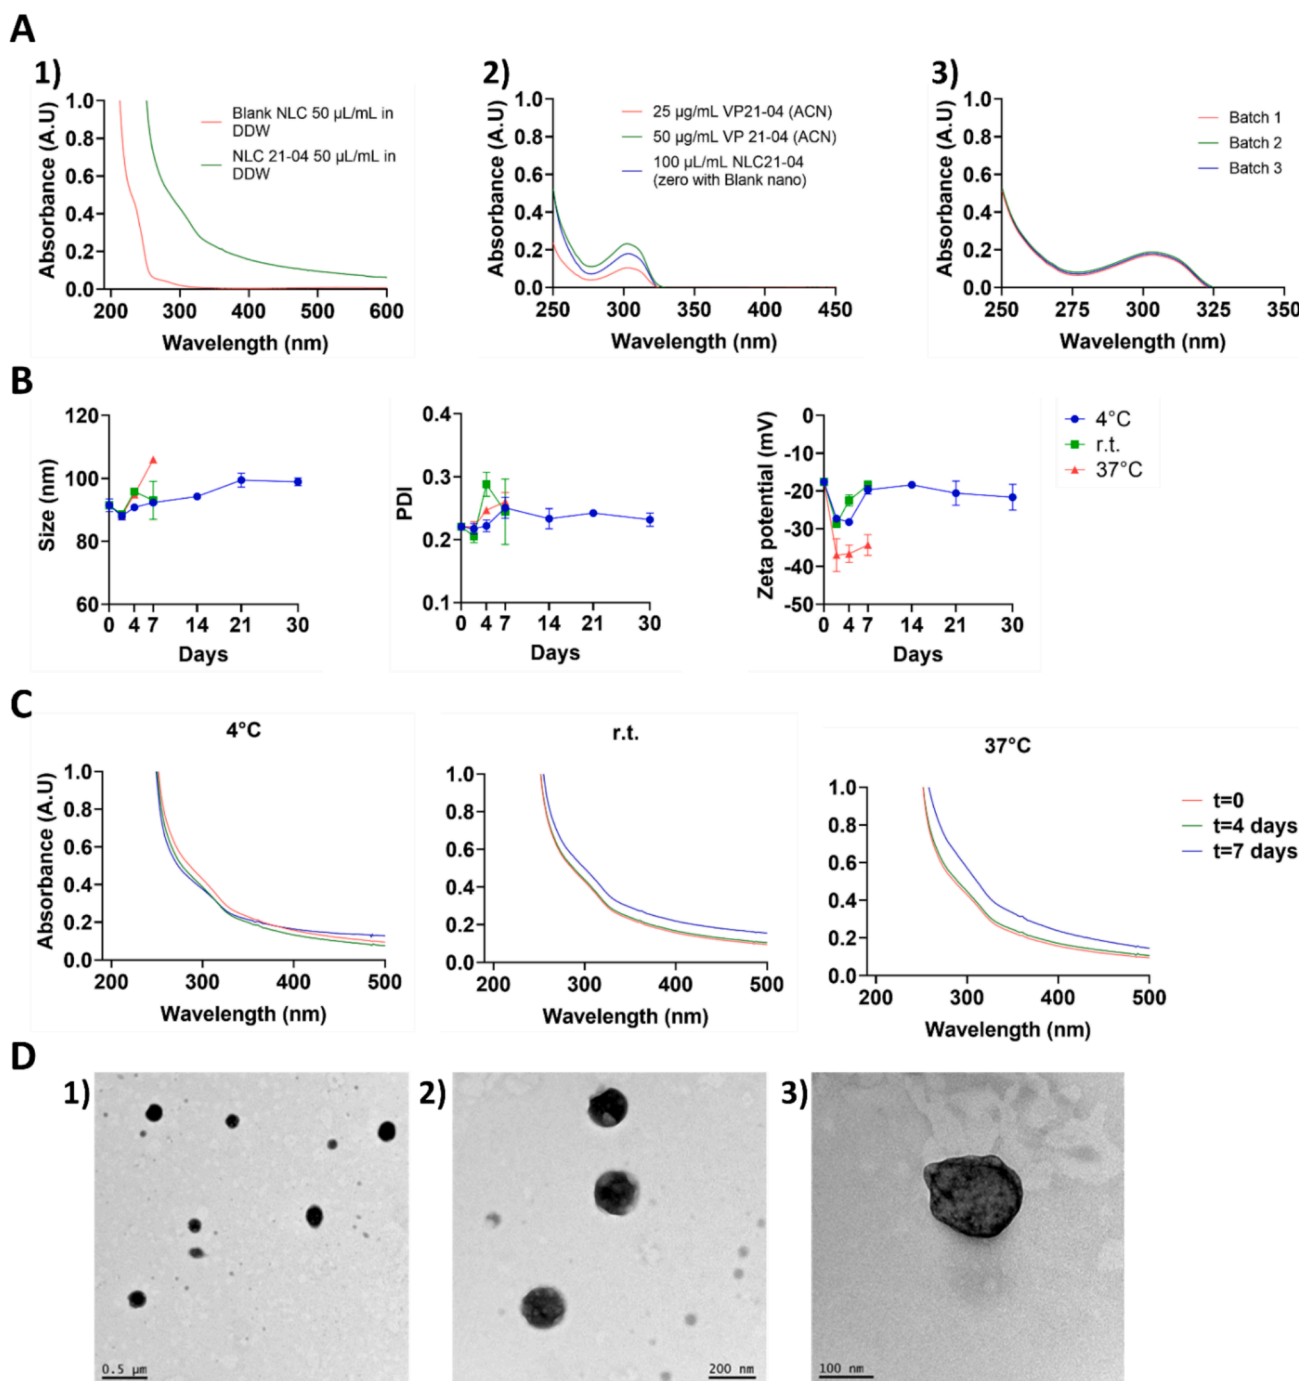 A
1)
Absorbance (A.U)
1.0
0.8
0.6
0.4
0.2
0.0
200
300
400
500
600
Wavelength (nm)
Blank NLC 50 µL/mL in
DDW
NLC 21-04 50 µL/mL in
DDW
2)
Absorbance (A.U)
1.0
0.8
0.6
0.4
0.2
0.0
250
300
350
400
450
Wavelength (nm)
25 µg/mL VP21-04 (ACN)
50 µg/mL VP 21-04 (ACN)
100 µL/mL NLC21-04
(zero with Blank nano)
3)
Absorbance (A.U)
1.0
0.8
0.6
0.4
0.2
0.0
250
275
300
325
350
Wavelength (nm)
Batch 1
Batch 2
Batch 3
B
Size (nm)
120
100
80
60
0
4
7
14
21
30
Days
PDI
0.4
0.3
0.2
0.1
0
4
7
14
21
30
Days
Zeta potential (mV)
0
-10
-20
-30
-40
-50
0
4
7
14
21
30
Days
4°C
r.t.
37°C
C
4°C
Absorbance (A.U)
1.0
0.8
0.6
0.4
0.2
0.0
200
300
400
500
Wavelength (nm)
r.t.
1.0
0.8
0.6
0.4
0.2
0.0
200
300
400
500
Wavelength (nm)
37°C
1.0
0.8
0.6
0.4
0.2
0.0
200
300
400
500
Wavelength (nm)
t=0
t=4 days
t=7 days
D
1)
0.5 µm
2)
200 nm
3)
100 nm